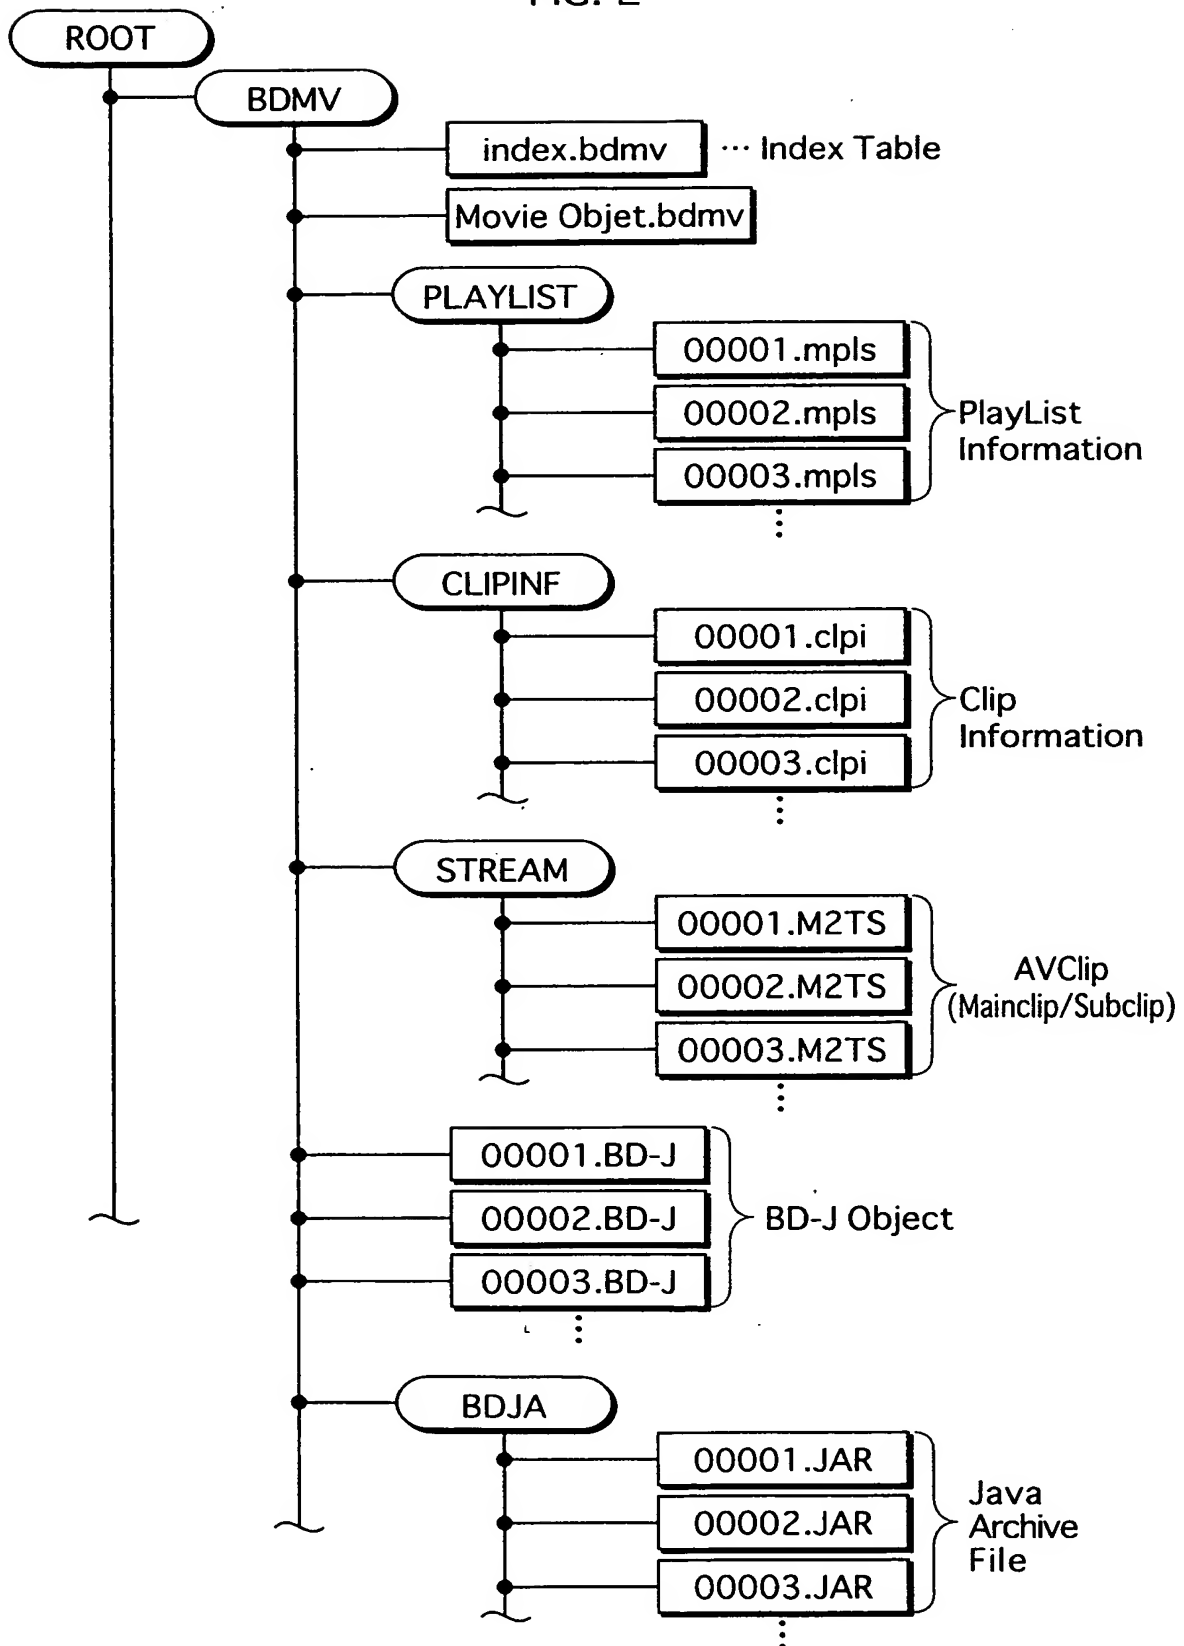 FIG. 2
ROOT
BDMV
index.bdmv ··· Index Table
Movie Objet.bdmv
PLAYLIST
00001.mpls
00002.mpls
00003.mpls
PlayList
Information
CLIPINF
00001.clpi
00002.clpi
00003.clpi
Clip
Information
STREAM
00001.M2TS
00002.M2TS
00003.M2TS
AVClip
(Mainclip/Subclip)
00001.BD-J
00002.BD-J
00003.BD-J
BD-J Object
BDJA
00001.JAR
00002.JAR
00003.JAR
Java
Archive
File